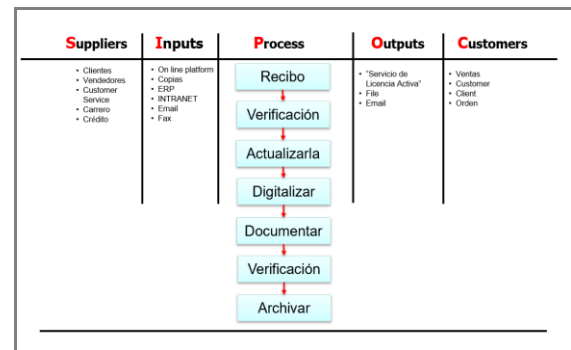 Suppliers
Inputs
Process
Outputs
Customers
• Clientes
• Vendedores
• Customer
Service
• Carrero
• Crédito
• On line platform
• Copias
• ERP
• INTRANET
• Email
• Fax
Recibo
Verificación
Actualizarla
Digitalizar
Documentar
Verificación
Archivar
• "Servicio de
Licencia Activa"
• File
• Email
• Ventas
• Customer
• Client
• Orden